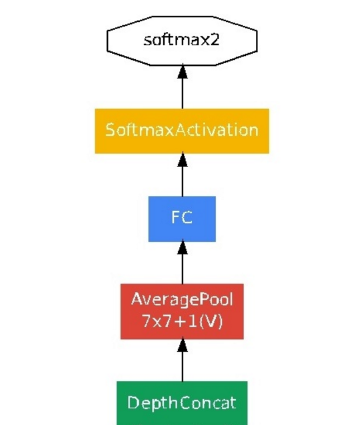 softmax2
SoftmaxActivation
FC
AveragePool
7x7+1(V)
DepthConcat